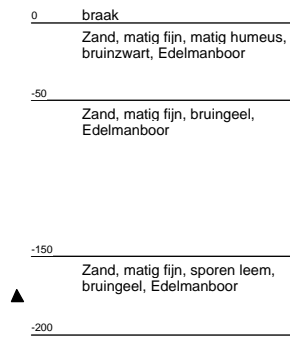 0 braak
Zand, matig fijn, matig humeus,
bruinzwart, Edelmanboor
-50
Zand, matig fijn, bruingeel,
Edelmanboor
-150
Zand, matig fijn, sporen leem,
bruingeel, Edelmanboor
-200